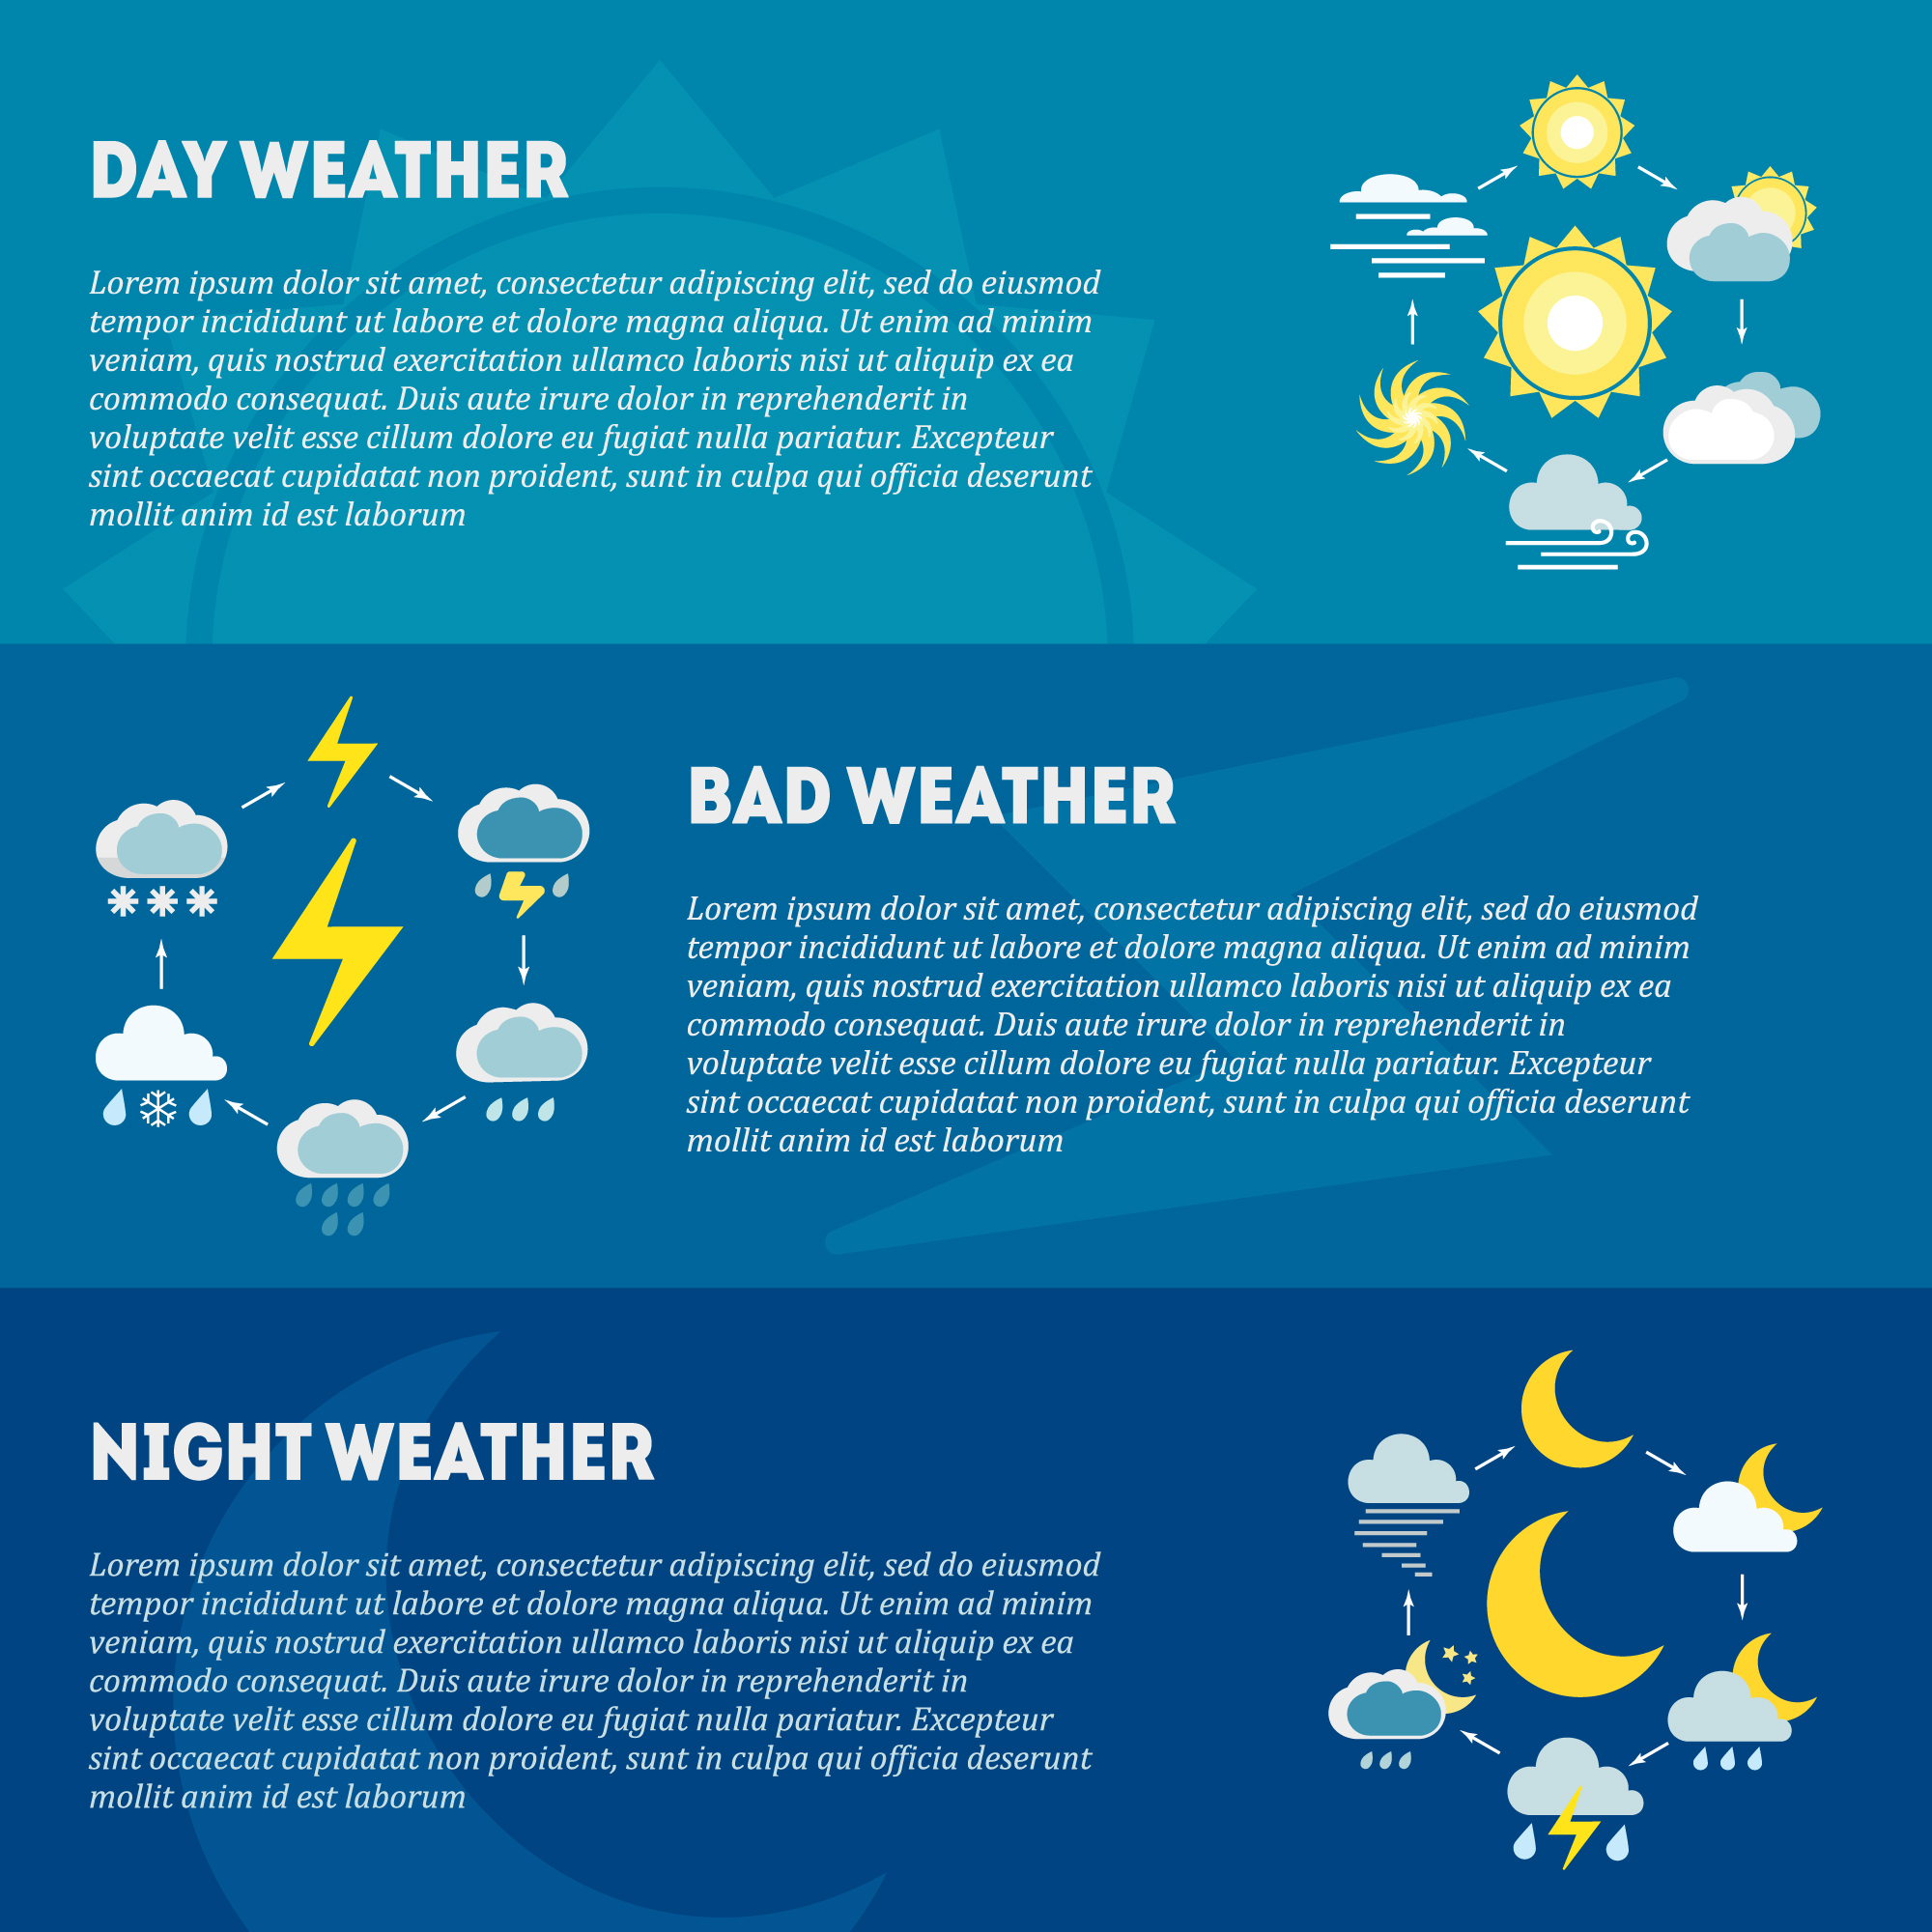 DAY WEATHER
Lorem ipsum dolor sit amet, consectetur adipiscing elit, sed do eiusmod
tempor incididunt ut labore et dolore magna aliqua. Ut enim ad minim
veniam, quis nostrud exercitation ullamco laboris nisi ut aliquip ex ea
commodo consequat. Duis aute irure dolor in reprehenderit in
voluptate velit esse cillum dolore eu fugiat nulla pariatur. Excepteur
sint occaecat cupidatat non proident, sunt in culpa qui officia deserunt
mollit anim id est laborum
BAD WEATHER
Lorem ipsum dolor sit amet, consectetur adipiscing elit, sed do eiusmod
tempor incididunt ut labore et dolore magna aliqua. Ut enim ad minim
veniam, quis nostrud exercitation ullamco laboris nisi ut aliquip ex ea
commodo consequat. Duis aute irure dolor in reprehenderit in
voluptate velit esse cillum dolore eu fugiat nulla pariatur. Excepteur
sint occaecat cupidatat non proident, sunt in culpa qui officia deserunt
mollit anim id est laborum
NIGHT WEATHER
Lorem ipsum dolor sit amet, consectetur adipiscing elit, sed do eiusmod
tempor incididunt ut labore et dolore magna aliqua. Ut enim ad minim
veniam, quis nostrud exercitation ullamco laboris nisi ut aliquip ex ea
commodo consequat. Duis aute irure dolor in reprehenderit in
voluptate velit esse cillum dolore eu fugiat nulla pariatur. Excepteur
sint occaecat cupidatat non proident, sunt in culpa qui officia deserunt
mollit anim id est laborum